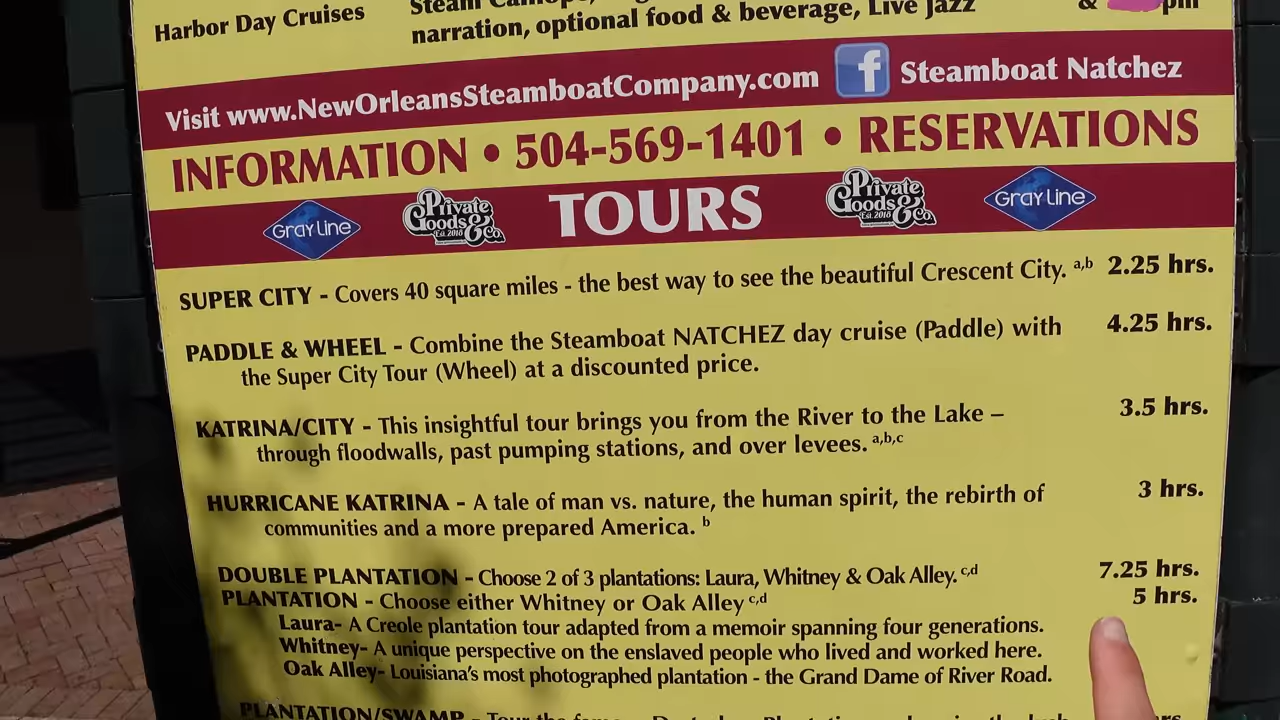 Harbor Day Cruises
Steam
narration, optional food & beverage, Live Jazz
& pm
Visit www.NewOrleansSteamboatCompany.com f Steamboat Natchez
INFORMATION • 504-569-1401 • RESERVATIONS
Gray Line Private Goods & Co. Est. 2018 TOURS Private Goods & Co. Est. 2018 Gray Line
SUPER CITY - Covers 40 square miles - the best way to see the beautiful Crescent City. a,b 2.25 hrs.
PADDLE & WHEEL - Combine the Steamboat NATCHEZ day cruise (Paddle) with 4.25 hrs.
the Super City Tour (Wheel) at a discounted price.
KATRINA/CITY - This insightful tour brings you from the River to the Lake – 3.5 hrs.
through floodwalls, past pumping stations, and over levees. a,b,c
HURRICANE KATRINA - A tale of man vs. nature, the human spirit, the rebirth of 3 hrs.
communities and a more prepared America. b
DOUBLE PLANTATION - Choose 2 of 3 plantations: Laura, Whitney & Oak Alley. c,d 7.25 hrs.
PLANTATION - Choose either Whitney or Oak Alley c,d 5 hrs.
Laura- A Creole plantation tour adapted from a memoir spanning four generations.
Whitney- A unique perspective on the enslaved people who lived and worked here.
Oak Alley- Louisiana's most photographed plantation - the Grand Dame of River Road.
PLANTATION/SWAMP - Tour the